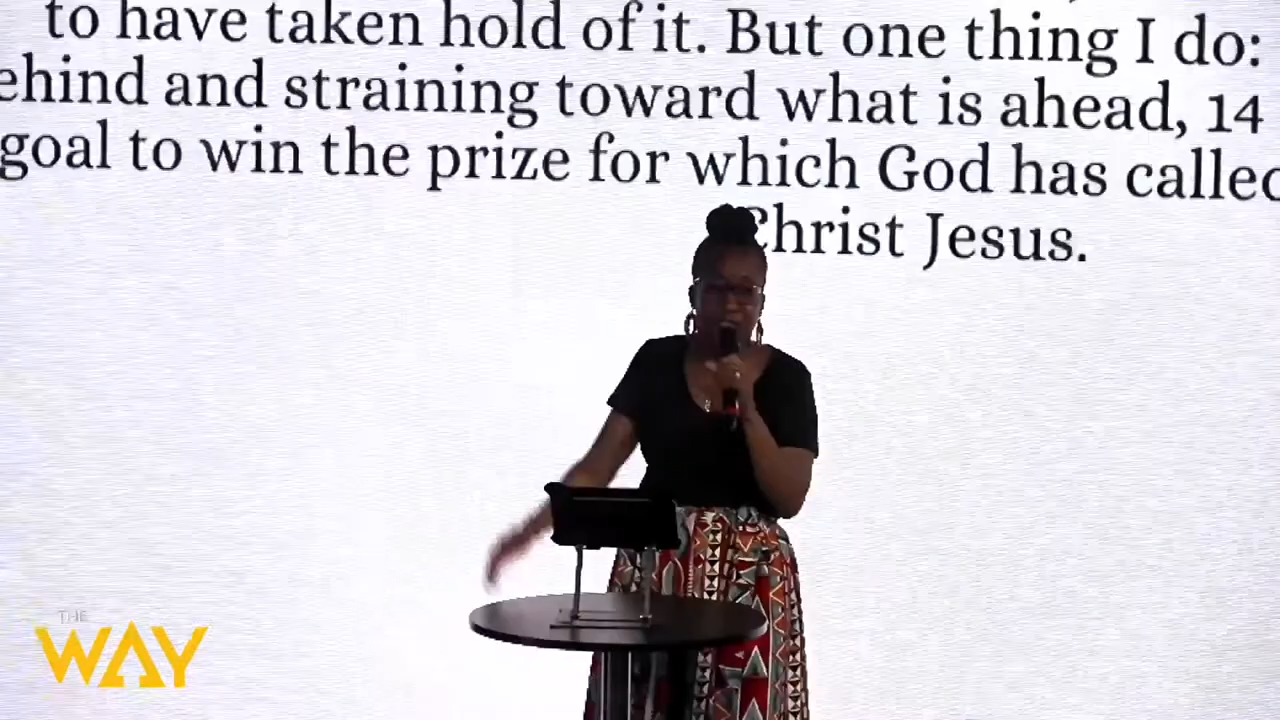 to have taken hold of it. But one thing I do:
ehind and straining toward what is ahead, 14
goal to win the prize for which God has called
Christ Jesus.
THE
WAY